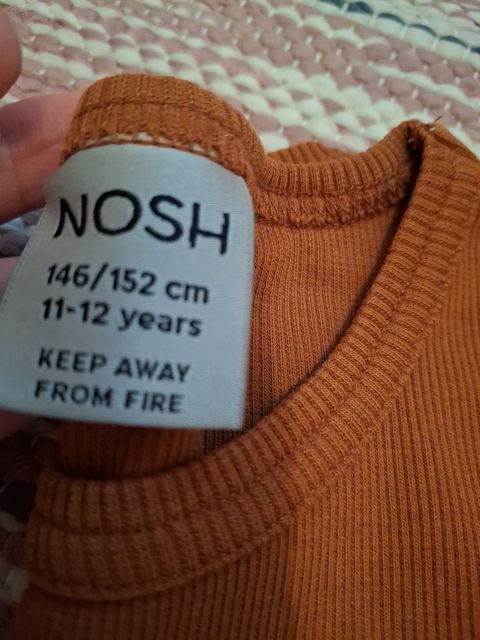 NOSH
146/152 cm
11-12 years
KEEP AWAY
FROM FIRE